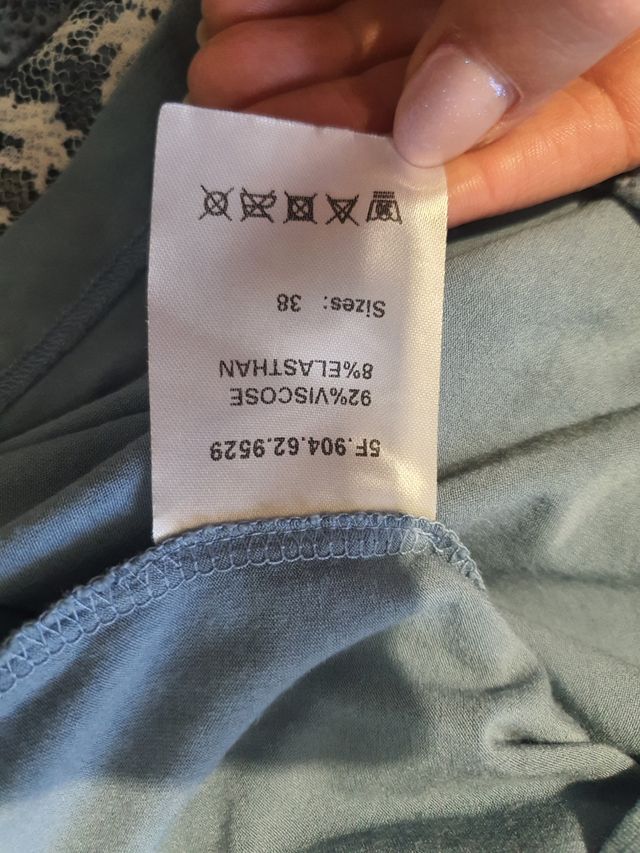 5F.904.62.9529
92%VISCOSE
8%ELASTHAN
Sizes: 38